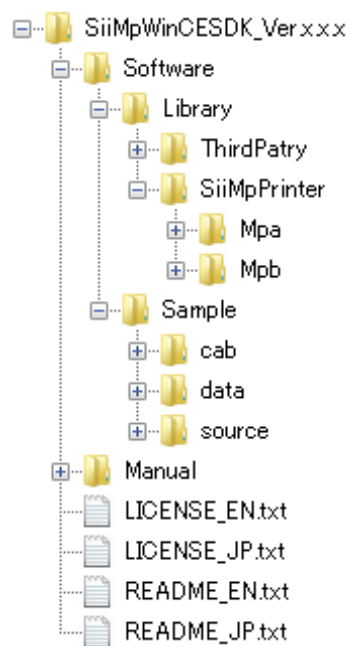 SiiMpWinCESDK_Ver.x.x.x
Software
Library
ThirdPatry
SiiMpPrinter
Mpa
Mpb
Sample
cab
data
source
Manual
LICENSE_EN.txt
LICENSE_JP.txt
README_EN.txt
README_JP.txt